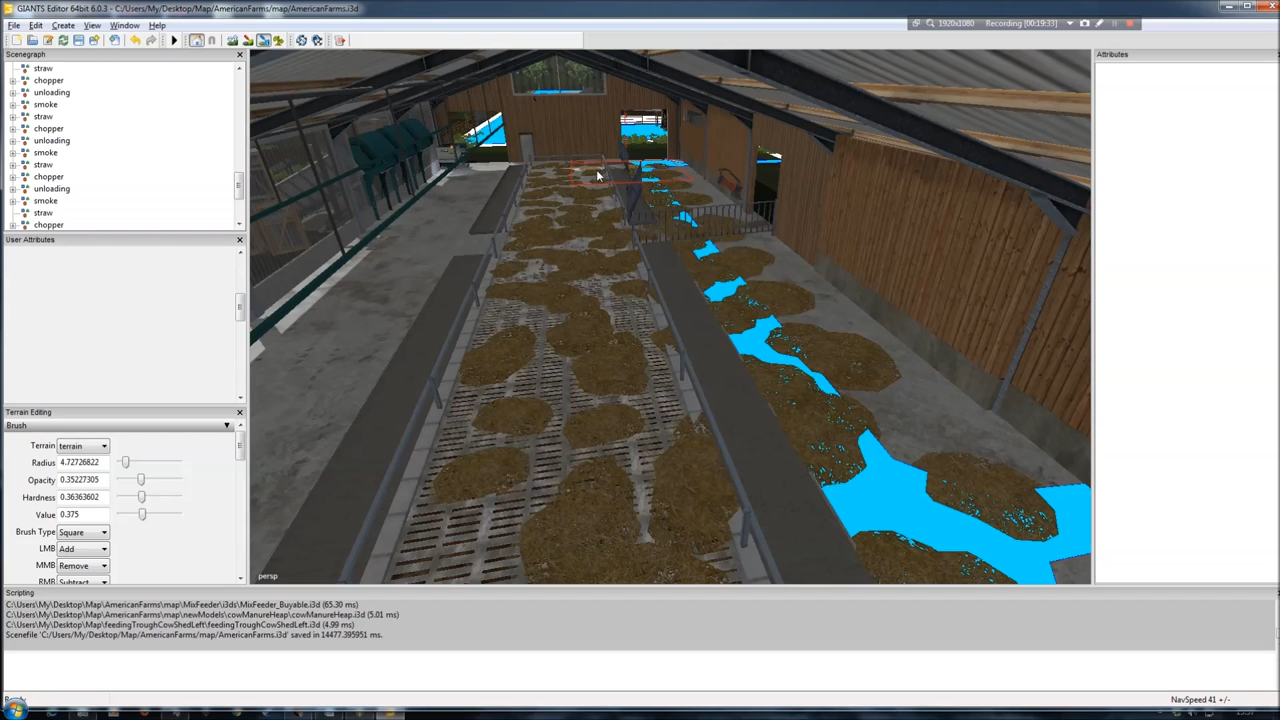 GIANTS Editor 64bit 6.0.3 - C:/Users/My/Desktop/Map/AmericanFarms/map/AmericanFarms.i3d
1920x1080 Recording [00:19:33]
File Edit Create View Window Help
Scenegraph
straw
chopper
unloading
smoke
straw
chopper
unloading
smoke
straw
chopper
unloading
smoke
straw
chopper
User Attributes
Terrain Editing
Brush
Terrain terrain
Radius 4.72726822
Opacity 0.35227305
Hardness 0.36363602
Value 0.375
Brush Type Square
LMB Add
MMB Remove
RMB Subtract
persp
Attributes
Scripting
C:\Users\My\Desktop\Map\AmericanFarms\map\MixFeeder\i3ds\MixFeeder_Buyable.i3d (65.30 ms)
C:\Users\My\Desktop\Map\AmericanFarms\map\newModels\cowManureHeap\cowManureHeap.i3d (5.01 ms)
C:\Users\My\Desktop\Map\feedingTroughCowShedLeft\feedingTroughCowShedLeft.i3d (4.99 ms)
Scenefile 'C:/Users/My/Desktop/Map/AmericanFarms/map/AmericanFarms.i3d' saved in 14477.395951 ms.
NavSpeed 41 +/-